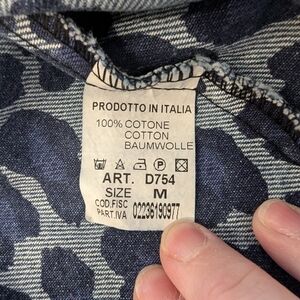 PRODOTTO IN ITALIA
100% COTONE
COTTON
BAUMWOLLE
ART. D754
SIZE M
COD.FISC
PART.IVA 02236190977